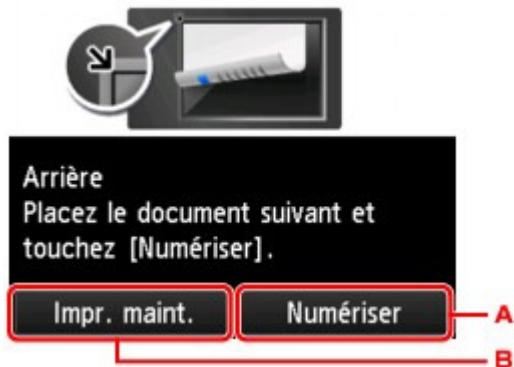 Arrière
Placez le document suivant et
touchez [Numériser].
Impr. maint.
Numériser
A
B